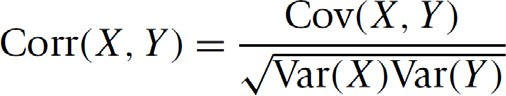 Corr(X, Y) = Cov(X, Y) / √Var(X)Var(Y)